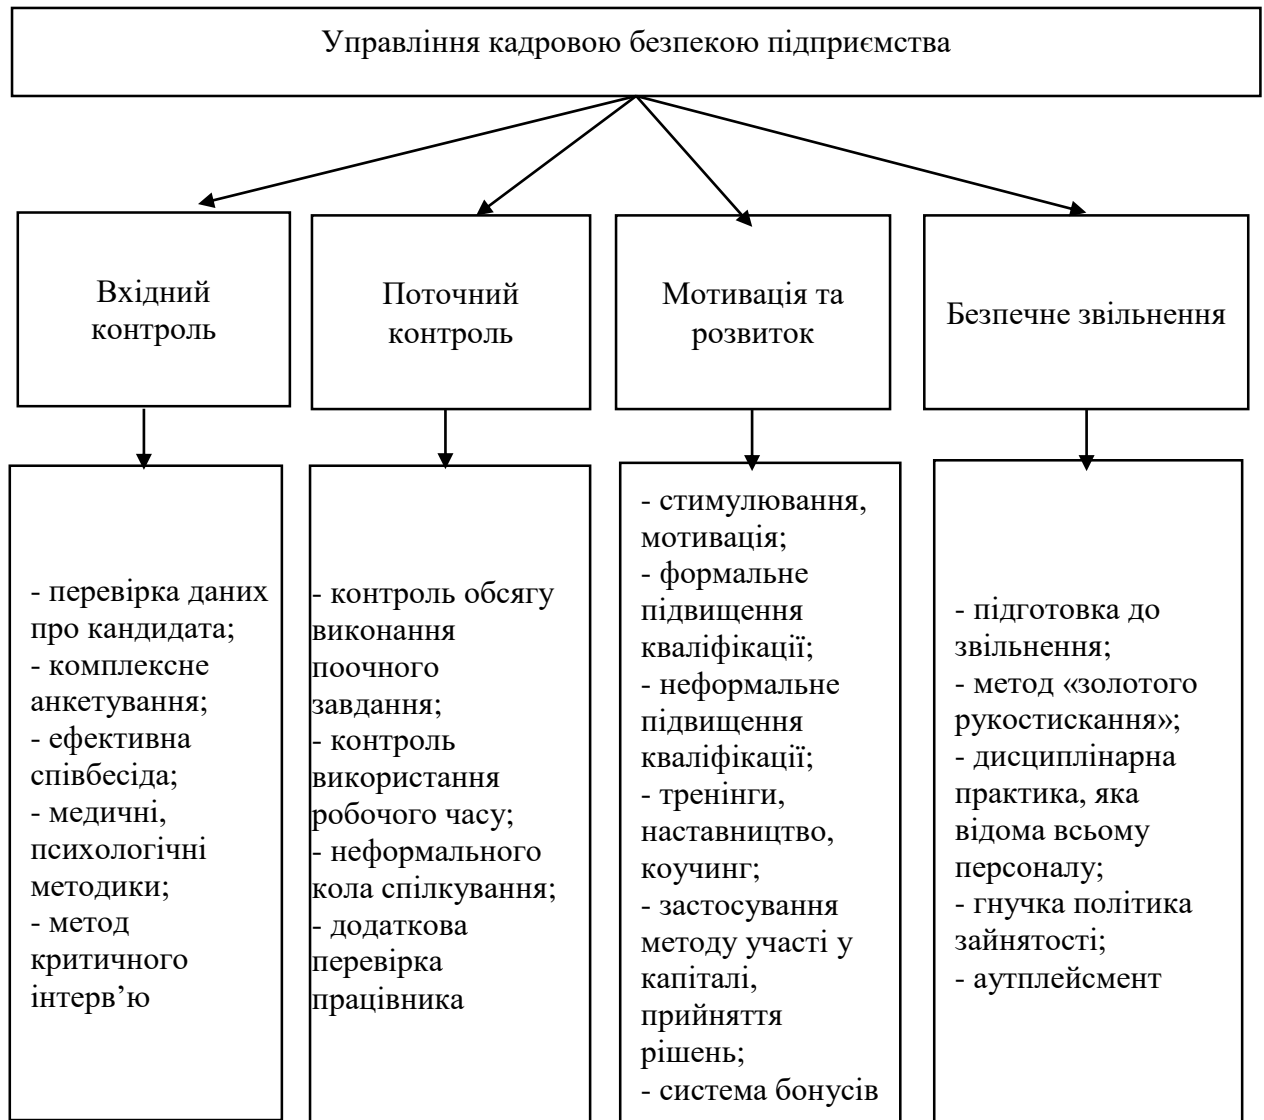 Управління кадровою безпекою підприємства
Вхідний
контроль
Поточний
контроль
Мотивація та
розвиток
Безпечне звільнення
- перевірка даних
про кандидата;
- комплексне
анкетування;
- ефективна
співбесіда;
- медичні,
психологічні
методики;
- метод
критичного
інтерв’ю
- контроль обсягу
виконання
поочного
завдання;
- контроль
використання
робочого часу;
- неформального
кола спілкування;
- додаткова
перевірка
працівника
- стимулювання,
мотивація;
- формальне
підвищення
кваліфікації;
- неформальне
підвищення
кваліфікації;
- тренінги,
наставництво,
коучинг;
- застосування
методу участі у
капіталі,
прийняття
рішень;
- система бонусів
- підготовка до
звільнення;
- метод «золотого
рукостискання»;
- дисциплінарна
практика, яка
відома всьому
персоналу;
- гнучка політика
зайнятості;
- аутплейсмент